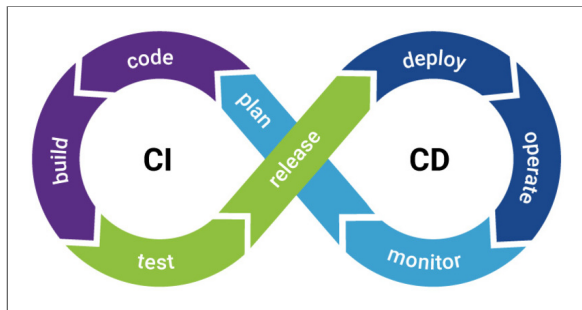 code
deploy
plan
build
CI
release
CD
operate
test
monitor